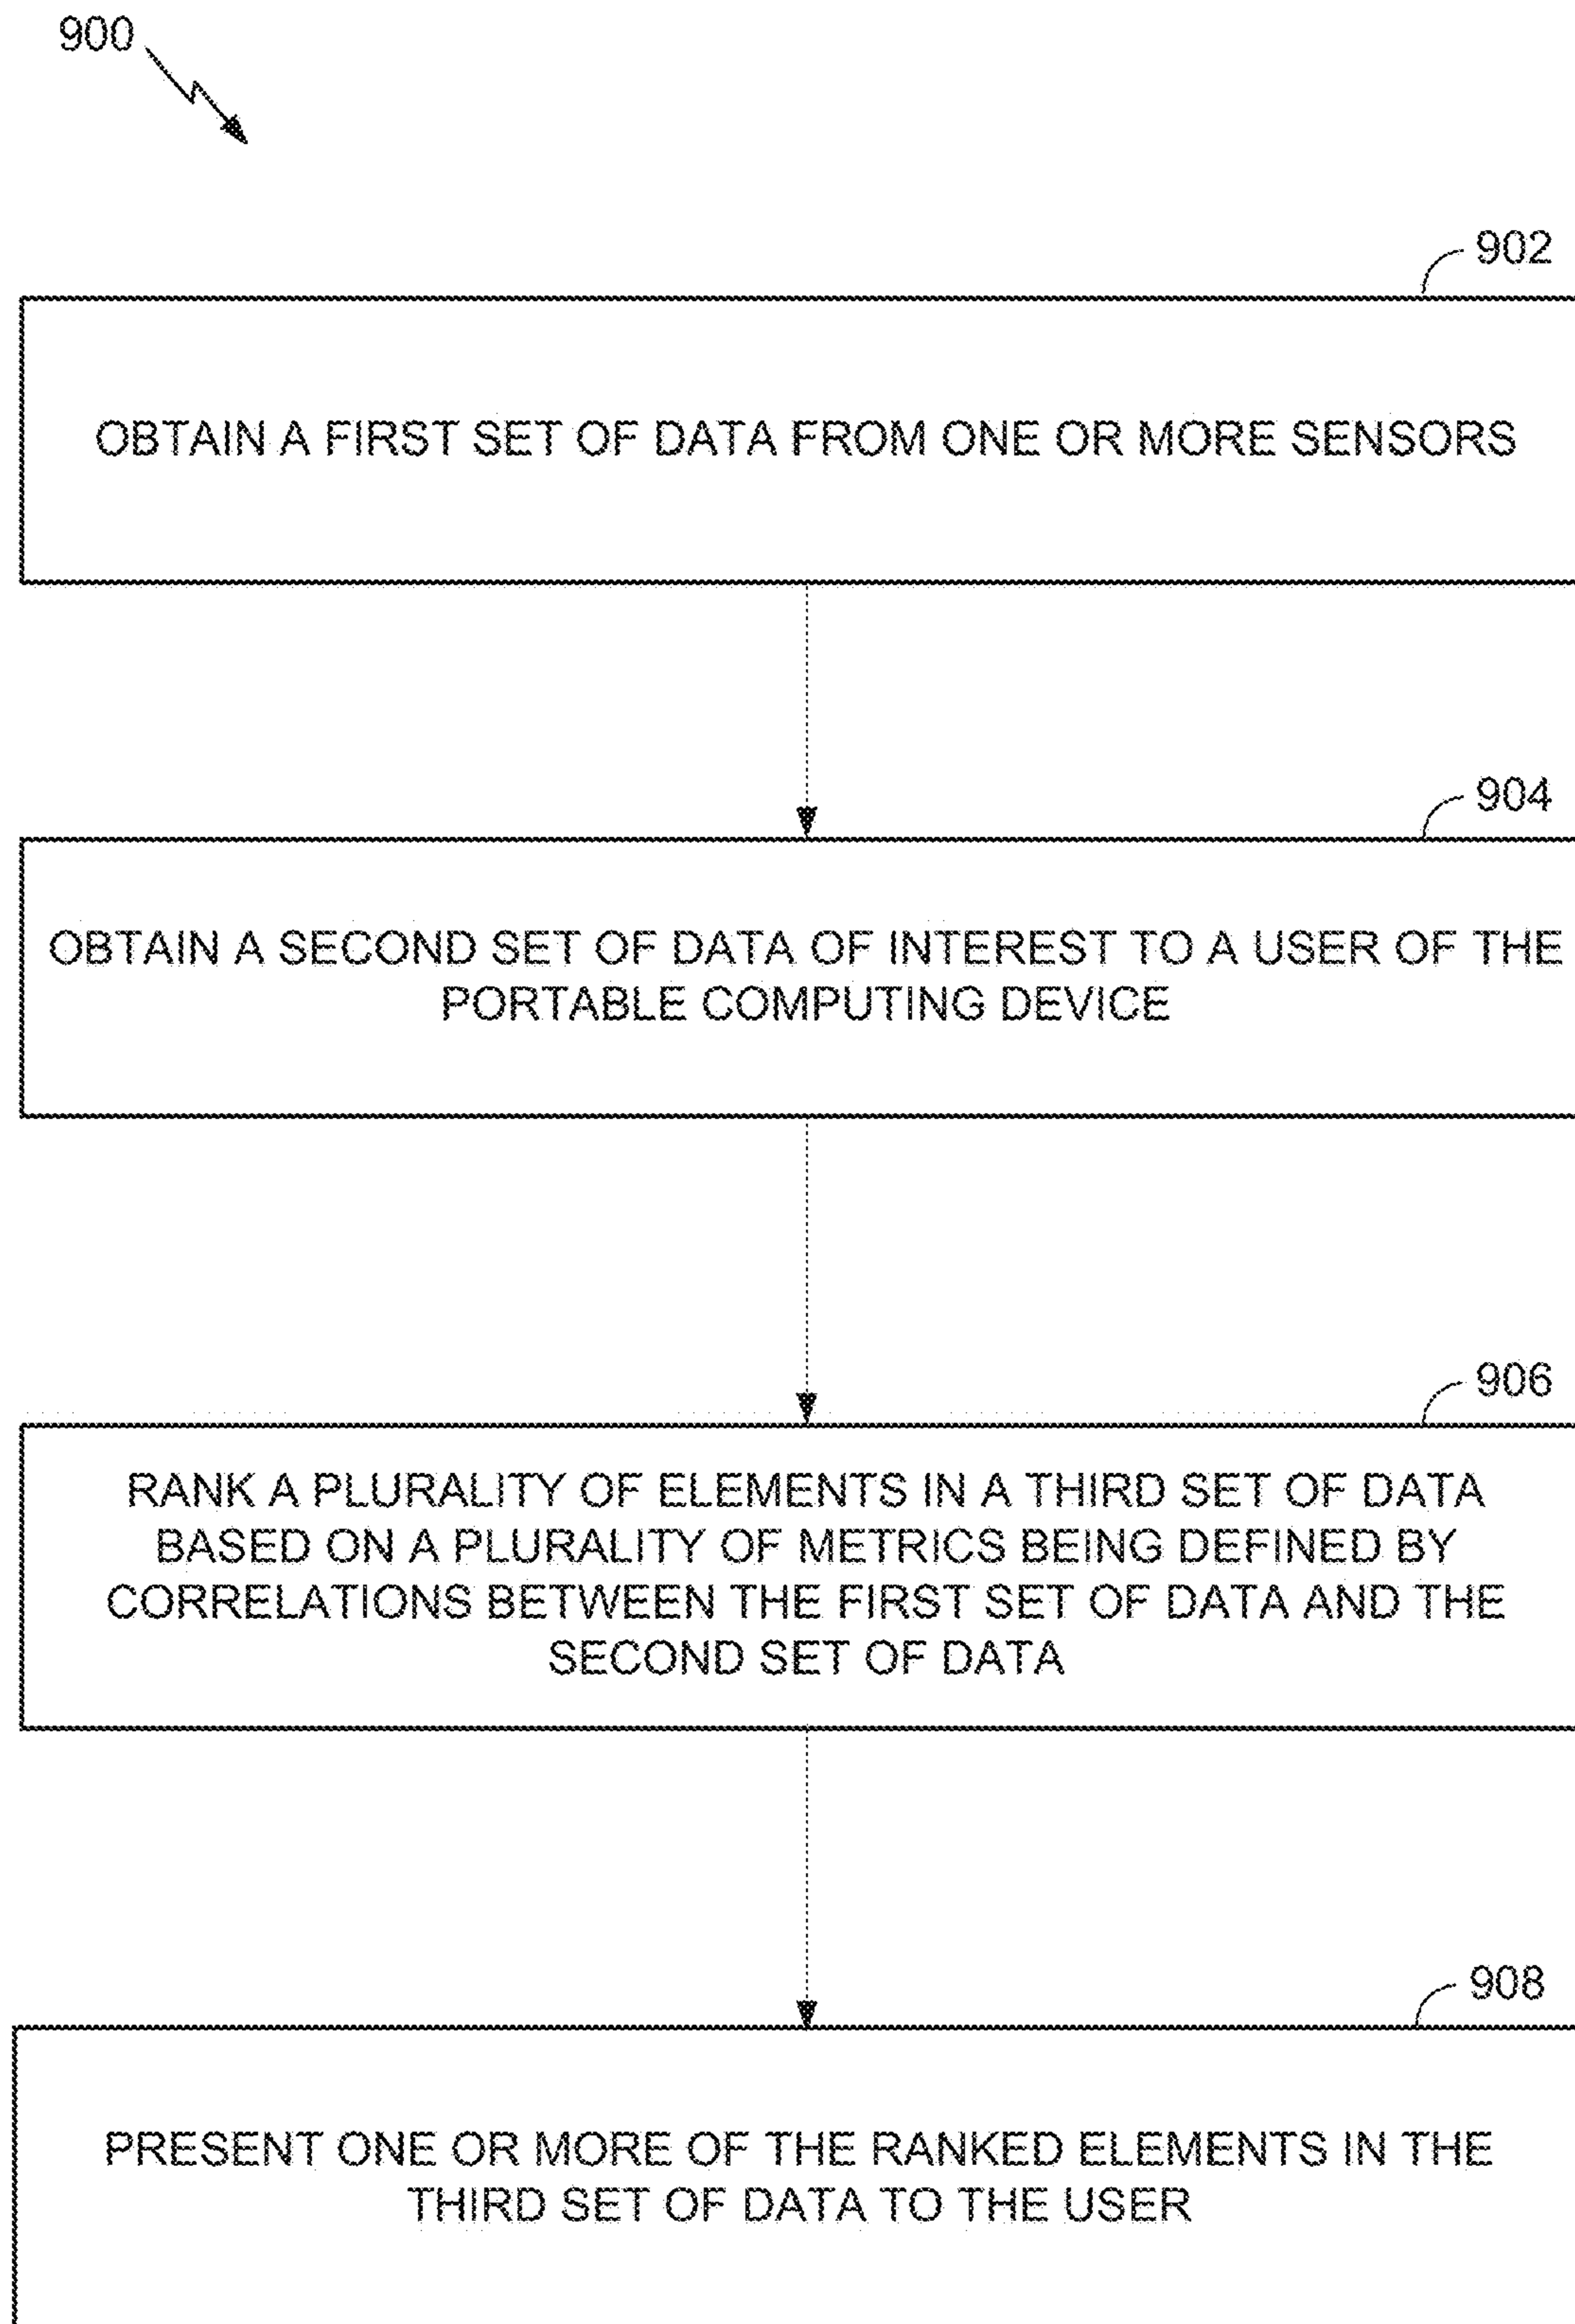 900
902
OBTAIN A FIRST SET OF DATA FROM ONE OR MORE SENSORS
904
OBTAIN A SECOND SET OF DATA OF INTEREST TO A USER OF THE
PORTABLE COMPUTING DEVICE
906
RANK A PLURALITY OF ELEMENTS IN A THIRD SET OF DATA
BASED ON A PLURALITY OF METRICS BEING DEFINED BY
CORRELATIONS BETWEEN THE FIRST SET OF DATA AND THE
SECOND SET OF DATA
908
PRESENT ONE OR MORE OF THE RANKED ELEMENTS IN THE
THIRD SET OF DATA TO THE USER